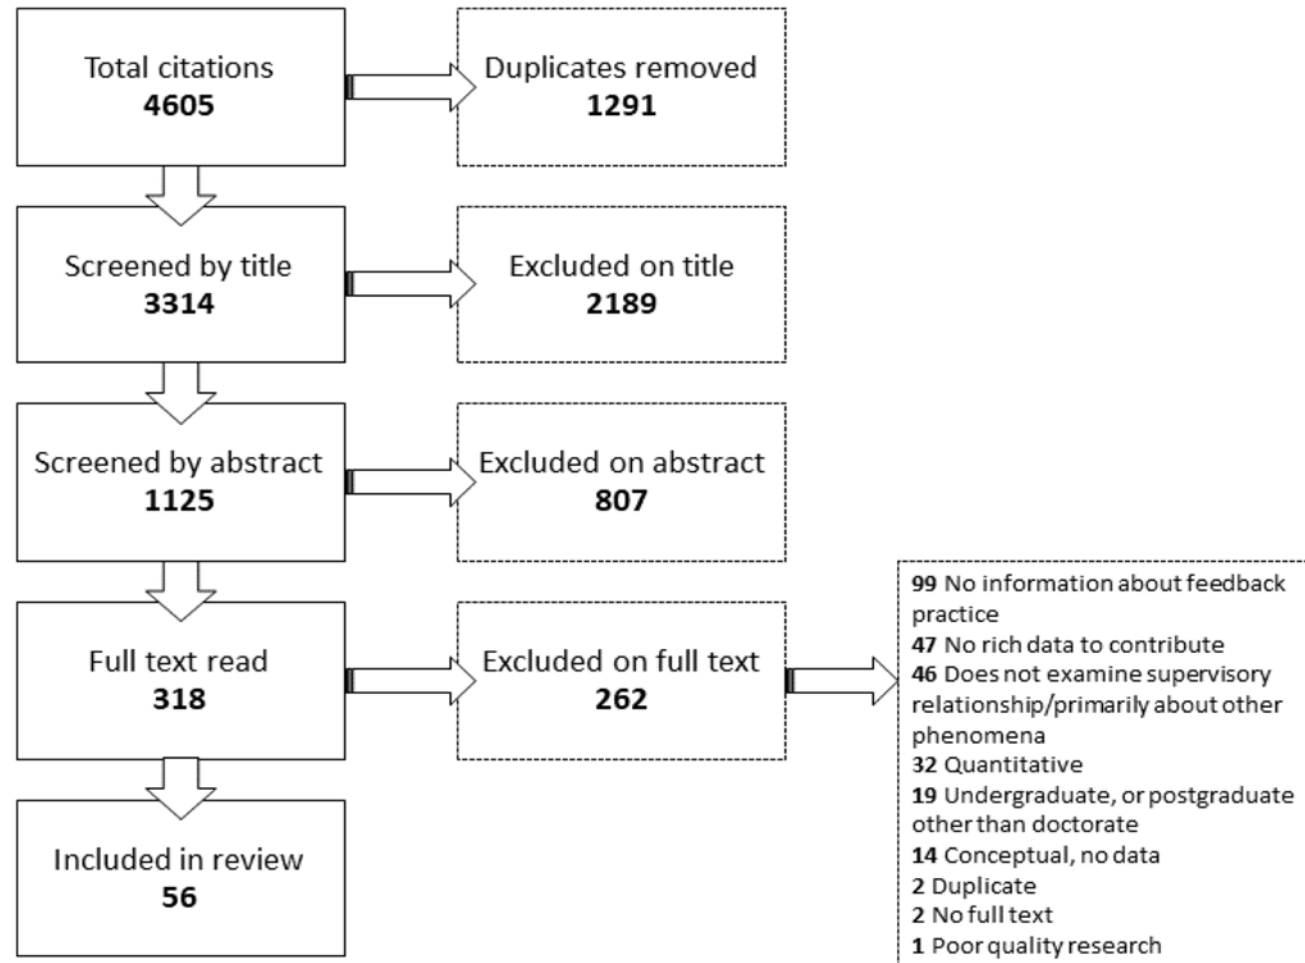 Total citations
4605
Duplicates removed
1291
Screened by title
3314
Excluded on title
2189
Screened by abstract
1125
Excluded on abstract
807
Full text read
318
Excluded on full text
262
99 No information about feedback
practice
47 No rich data to contribute
46 Does not examine supervisory
relationship/primarily about other
phenomena
32 Quantitative
19 Undergraduate, or postgraduate
other than doctorate
14 Conceptual, no data
2 Duplicate
2 No full text
1 Poor quality research
Included in review
56